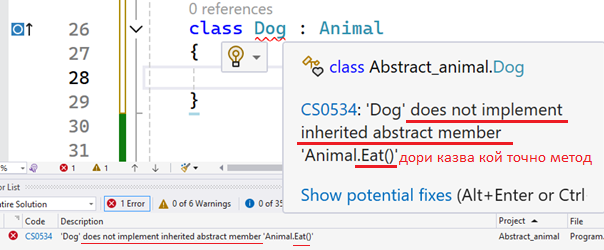 0 references
26 class Dog : Animal
27 {
28
29 }
30
31
class Abstract_animal.Dog
CS0534: 'Dog' does not implement
inherited abstract member
'Animal.Eat()' дори казва кой точно метод
Show potential fixes (Alt+Enter or Ctrl
% 1 1
or List
ntire Solution 1 Error 0 of 6 Warnings 0 of 35
Code Description Project File
CS0534 'Dog' does not implement inherited abstract member 'Animal.Eat()' Abstract_animal Program.